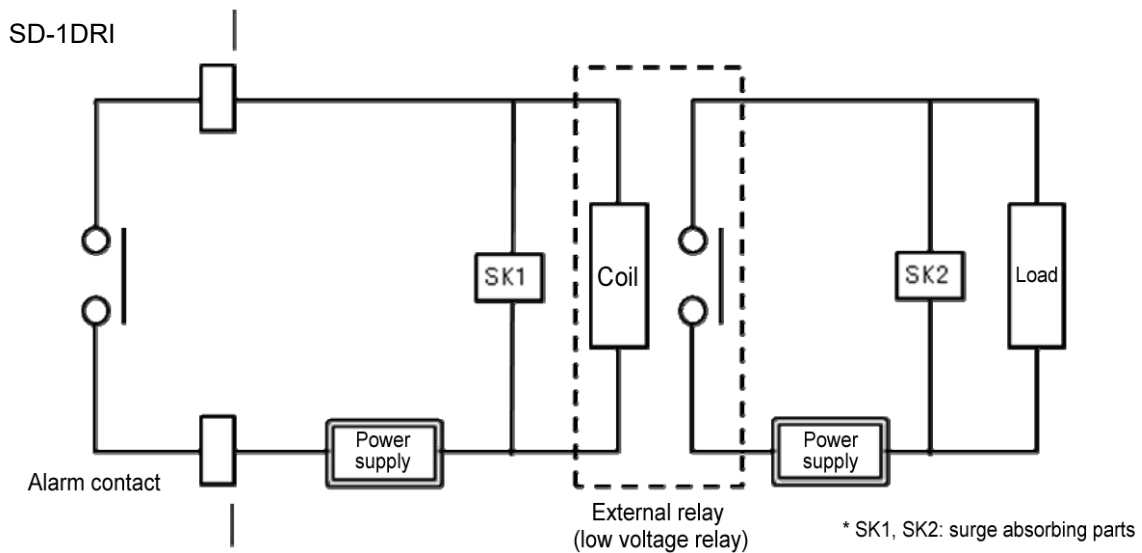 SD-1DRI
SK1
Coil
SK2
Load
Power
supply
Power
supply
Alarm contact
External relay
(low voltage relay)
* SK1, SK2: surge absorbing parts